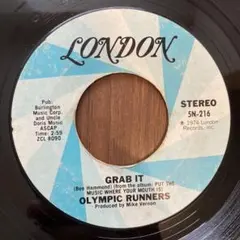 LONDON
Pub:
Burlington
Music Corp.
and Uncle
Doris Music
ASCAP
Time: 2:59
ZCL #090
STEREO
5N-216
℗ 1974 London
Records, Inc.
GRAB IT
(Bee Hammond) (from the album: PUT THE
MUSIC WHERE YOUR MOUTH IS)
OLYMPIC RUNNERS
Produced by Mike Vernon